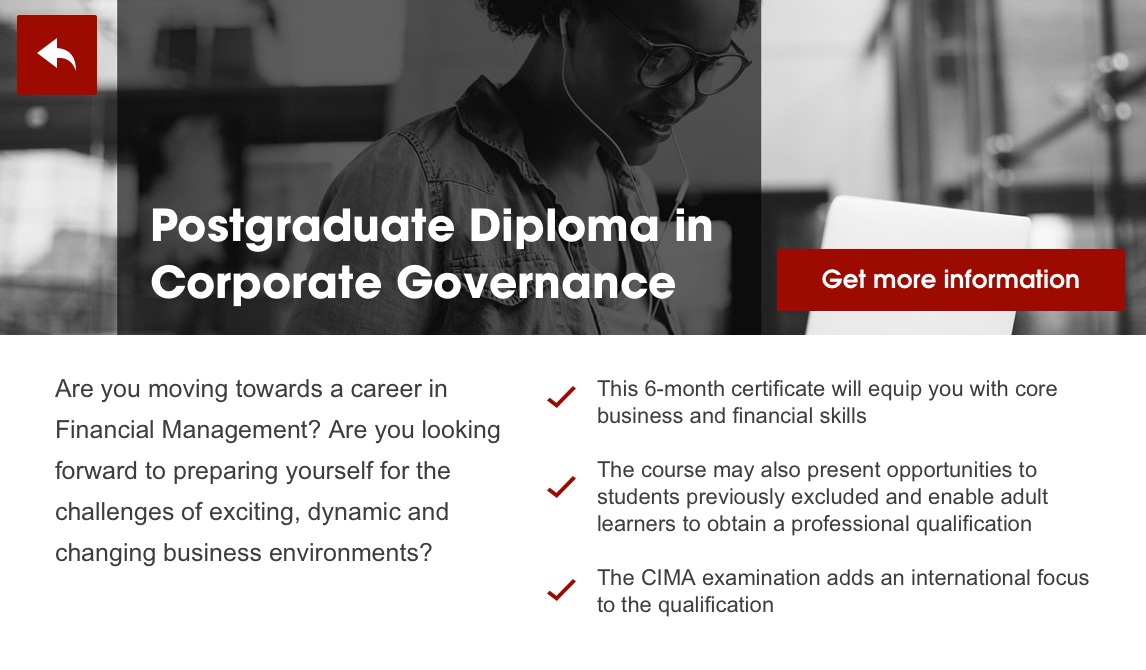 Postgraduate Diploma in
Corporate Governance
Get more information
Are you moving towards a career in
Financial Management? Are you looking
forward to preparing yourself for the
challenges of exciting, dynamic and
changing business environments?
This 6-month certificate will equip you with core
business and financial skills
The course may also present opportunities to
students previously excluded and enable adult
learners to obtain a professional qualification
The CIMA examination adds an international focus
to the qualification